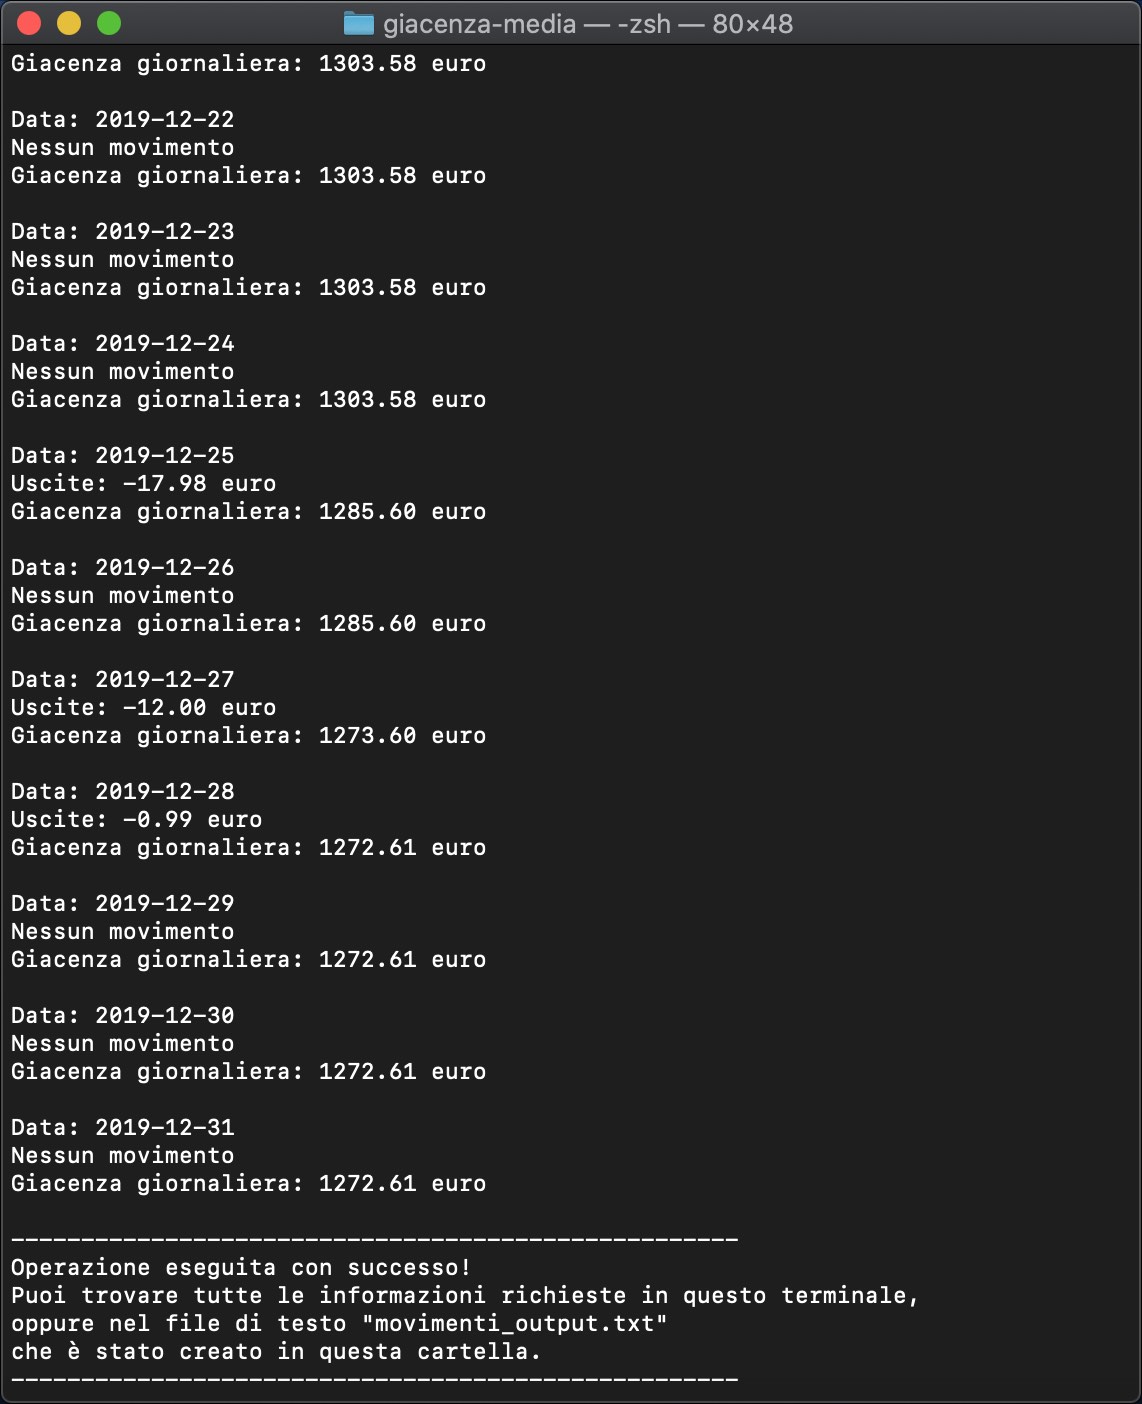 giacenza-media — -zsh — 80×48
Giacenza giornaliera: 1303.58 euro
Data: 2019-12-22
Nessun movimento
Giacenza giornaliera: 1303.58 euro
Data: 2019-12-23
Nessun movimento
Giacenza giornaliera: 1303.58 euro
Data: 2019-12-24
Nessun movimento
Giacenza giornaliera: 1303.58 euro
Data: 2019-12-25
Uscite: -17.98 euro
Giacenza giornaliera: 1285.60 euro
Data: 2019-12-26
Nessun movimento
Giacenza giornaliera: 1285.60 euro
Data: 2019-12-27
Uscite: -12.00 euro
Giacenza giornaliera: 1273.60 euro
Data: 2019-12-28
Uscite: -0.99 euro
Giacenza giornaliera: 1272.61 euro
Data: 2019-12-29
Nessun movimento
Giacenza giornaliera: 1272.61 euro
Data: 2019-12-30
Nessun movimento
Giacenza giornaliera: 1272.61 euro
Data: 2019-12-31
Nessun movimento
Giacenza giornaliera: 1272.61 euro
----------------------------------------------------
Operazione eseguita con successo!
Puoi trovare tutte le informazioni richieste in questo terminale,
oppure nel file di testo "movimenti_output.txt"
che è stato creato in questa cartella.
----------------------------------------------------